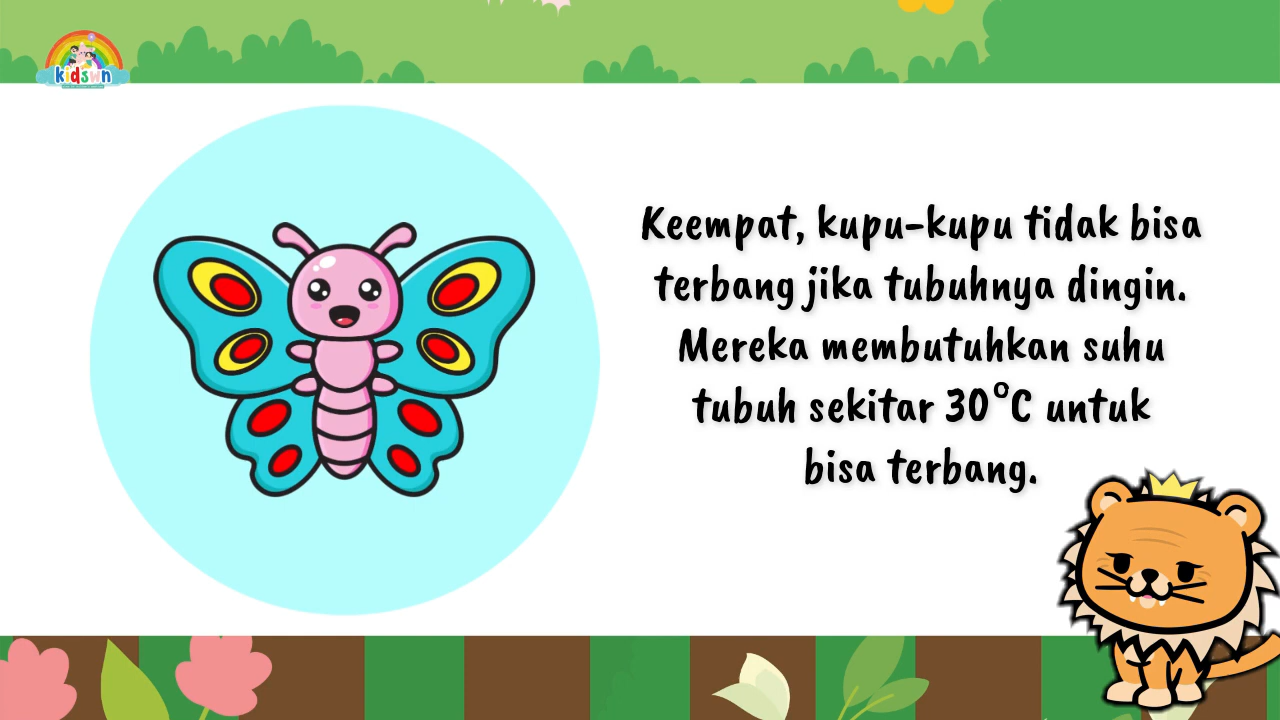 kidswn
Keempat, kupu-kupu tidak bisa
terbang jika tubuhnya dingin.
Mereka membutuhkan suhu
tubuh sekitar 30°C untuk
bisa terbang.